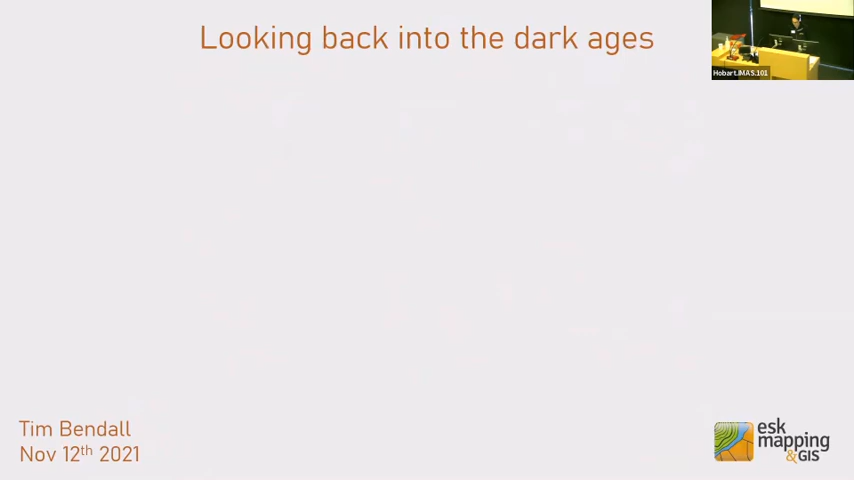 Looking back into the dark ages
Hobart.IMAS.101
Tim Bendall
Nov 12th 2021
esk
mapping
&GIS